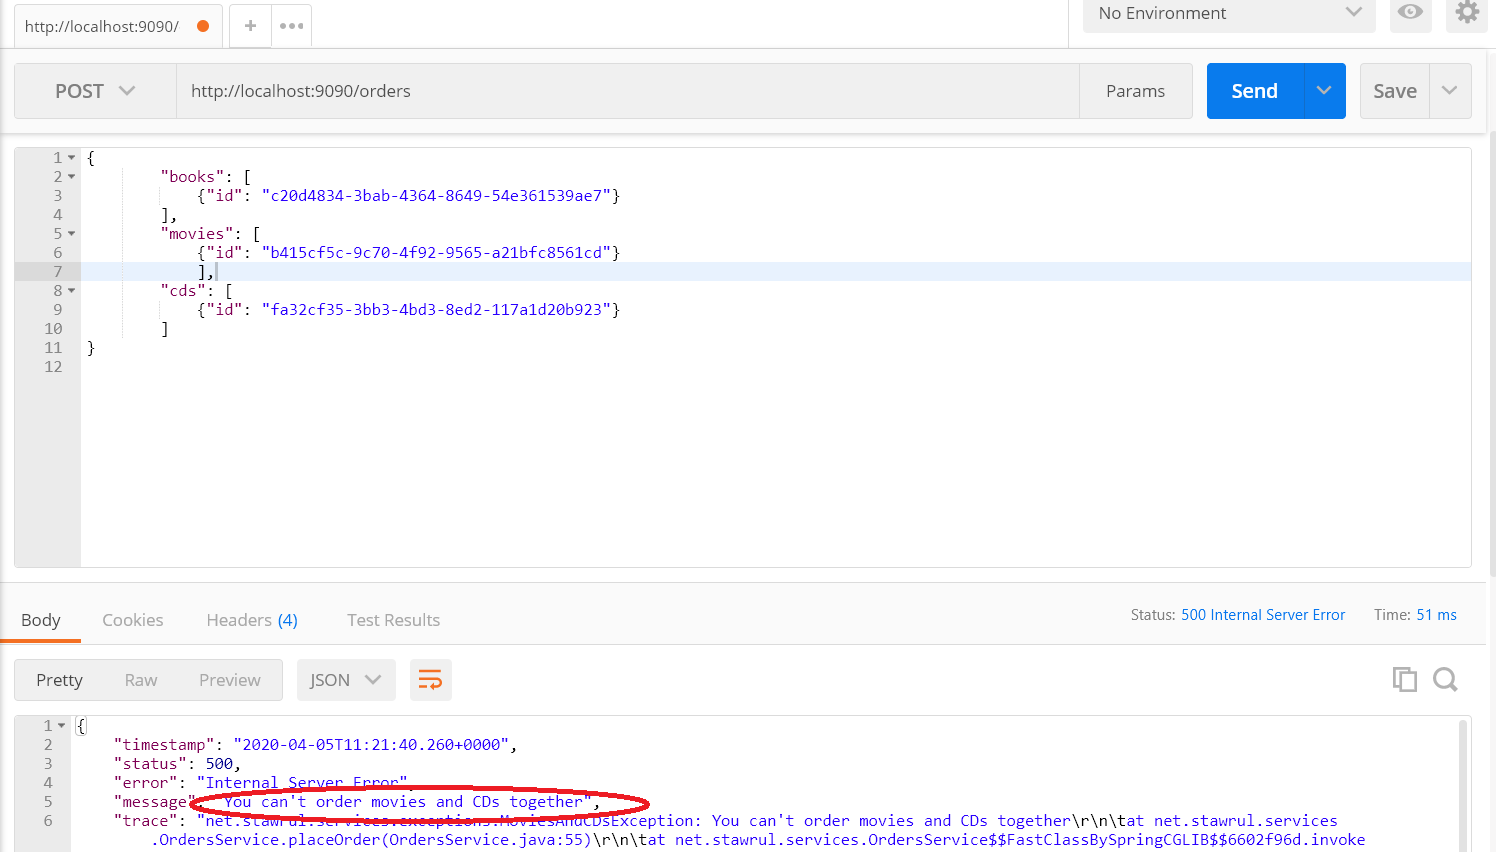 http://localhost:9090/
No Environment
POST http://localhost:9090/orders Params Send Save
1 {
2 "books": [
3 {"id": "c20d4834-3bab-4364-8649-54e361539ae7"}
4 ],
5 "movies": [
6 {"id": "b415cf5c-9c70-4f92-9565-a21bfc8561cd"}
7 ],
8 "cds": [
9 {"id": "fa32cf35-3bb3-4bd3-8ed2-117a1d20b923"}
10 ]
11 }
12
Body Cookies Headers (4) Test Results Status: 500 Internal Server Error Time: 51 ms
Pretty Raw Preview JSON
1 {
2 "timestamp": "2020-04-05T11:21:40.260+0000",
3 "status": 500,
4 "error": "Internal Server Error",
5 "message": "You can't order movies and CDs together",
6 "trace": "net.stawrul.services.exceptions.MoviesAndCDsException: You can't order movies and CDs together\r\n\tat net.stawrul.services
.OrdersService.placeOrder(OrdersService.java:55)\r\n\tat net.stawrul.services.OrdersService$$FastClassBySpringCGLIB$$6602f96d.invoke